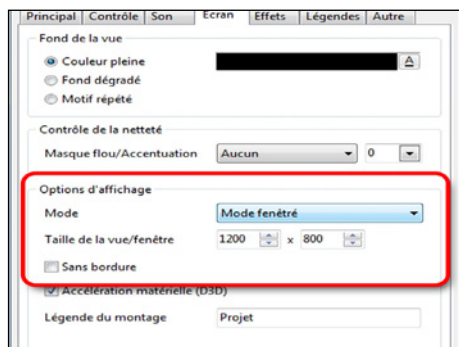 Principal Contrôle Son Ecran Effets Légendes Autre
Fond de la vue
Couleur pleine A
Fond dégradé
Motif répété
Contrôle de la netteté
Masque flou/Accentuation Aucun 0
Options d'affichage
Mode Mode fenêtré
Taille de la vue/fenêtre 1200 x 800
Sans bordure
Accélération matérielle (D3D)
Légende du montage Projet